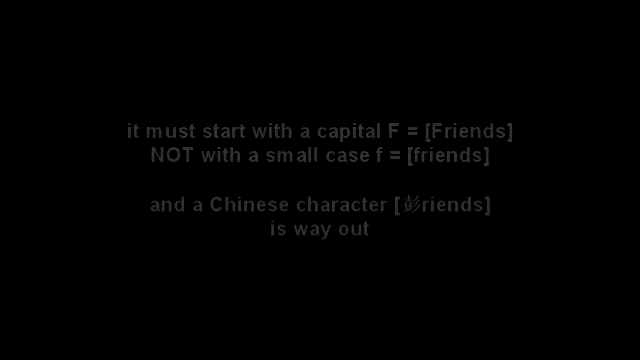 it must start with a capital F = [Friends]
NOT with a small case f = [friends]
and a Chinese character [彭riends]
is way out